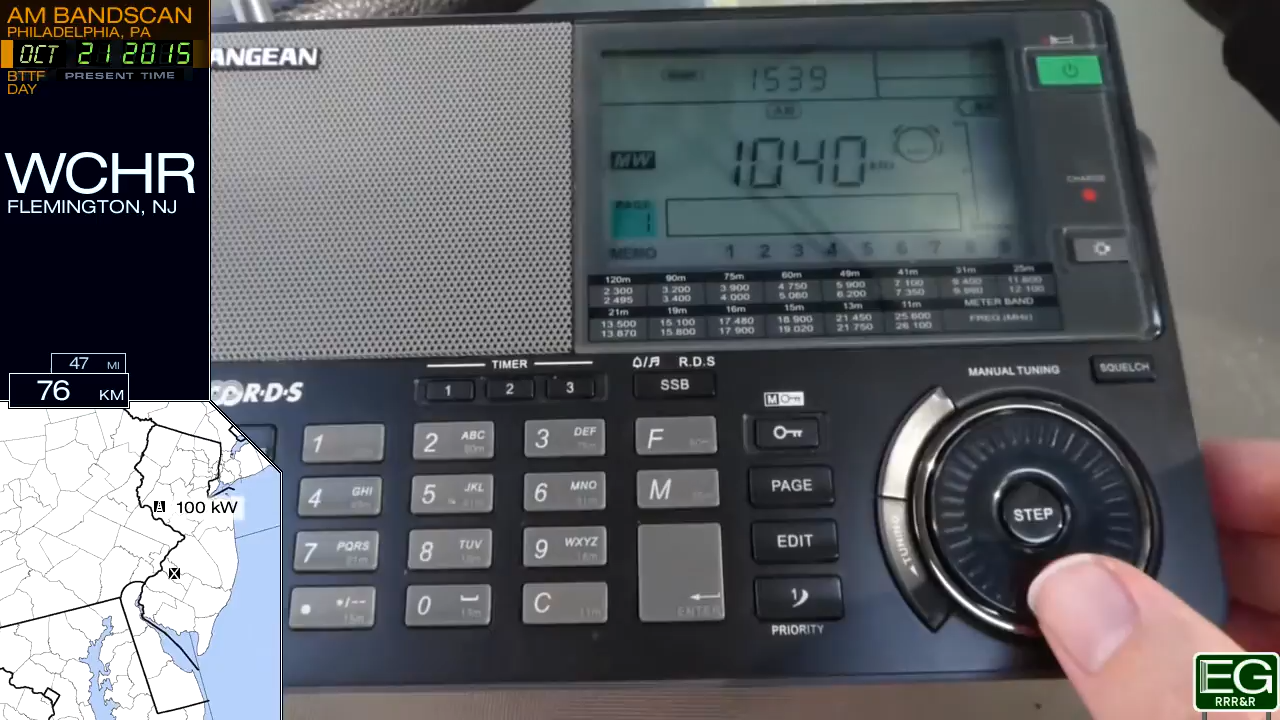 AM BANDSCAN
PHILADELPHIA, PA
OCT 21 2015
BTTF DAY
PRESENT TIME
WCHR
FLEMINGTON, NJ
47 MI
76 KM
100 kW
ANGEAN
1539
MW
1040
PAGE
1
MEMO
1 2 3 4 5 6 7 8 9
120m 90m 75m 60m 49m 41m 31m 25m
2.300 3.200 3.900 4.750 5.900 7.100 9.400 11.600
2.495 3.400 4.000 5.060 6.200 7.350 9.990 12.100
21m 19m 16m 15m 13m 11m METER BAND
13.500 15.100 17.480 18.900 21.450 25.600 FREQ (MHz)
13.870 15.800 17.900 19.020 21.750 26.100
CHARGE
TIMER
1 2 3
R.D.S
SSB
MANUAL TUNING
SQUELCH
R·D·S
M
1
2 ABC
3 DEF
F
4 GHI
5 JKL
6 MNO
M
PAGE
STEP
7 PQRS
8 TUV
9 WXYZ
EDIT
TUNING
0
C
ENTER
PRIORITY
EG
RRR&R